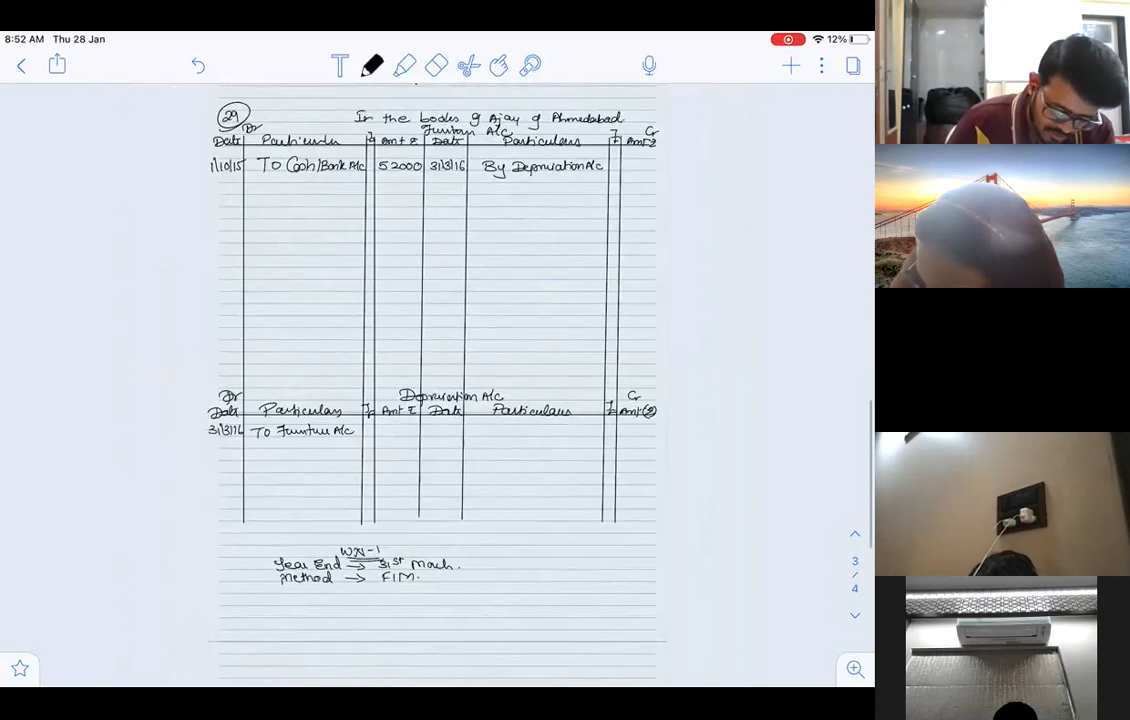 8:52 AM Thu 28 Jan
12%
29 In the books of Ajay of Ahmedabad
Dr Furniture A/c Cr
Date Particulars Amt ₹ Date Particulars Amt ₹
1/10/15 To Cash/Bank A/c 52000 31/3/16 By Depreciation A/c
Dr Depreciation A/c Cr
Date Particulars Amt ₹ Date Particulars Amt (₹)
31/3/16 To Furniture A/c
WN-1
Year End → 31st March.
Method → FIM.
3
/
4